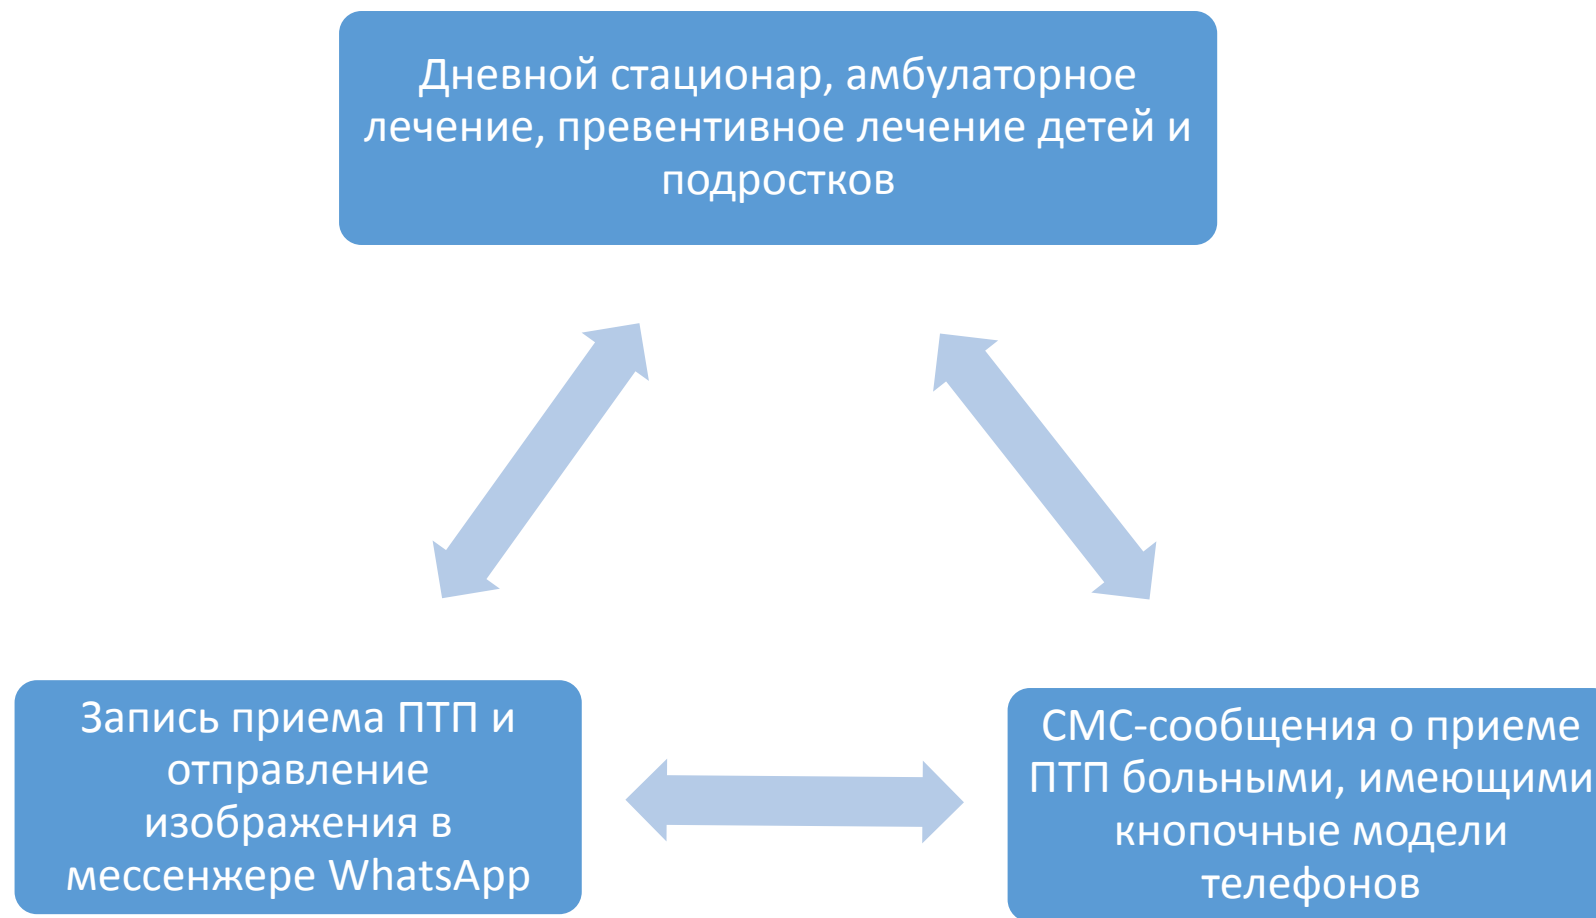 Дневной стационар, амбулаторное
лечение, превентивное лечение детей и
подростков
Запись приема ПТП и
отправление
изображения в
мессенжере WhatsApp
СМС-сообщения о приеме
ПТП больными, имеющими
кнопочные модели
телефонов